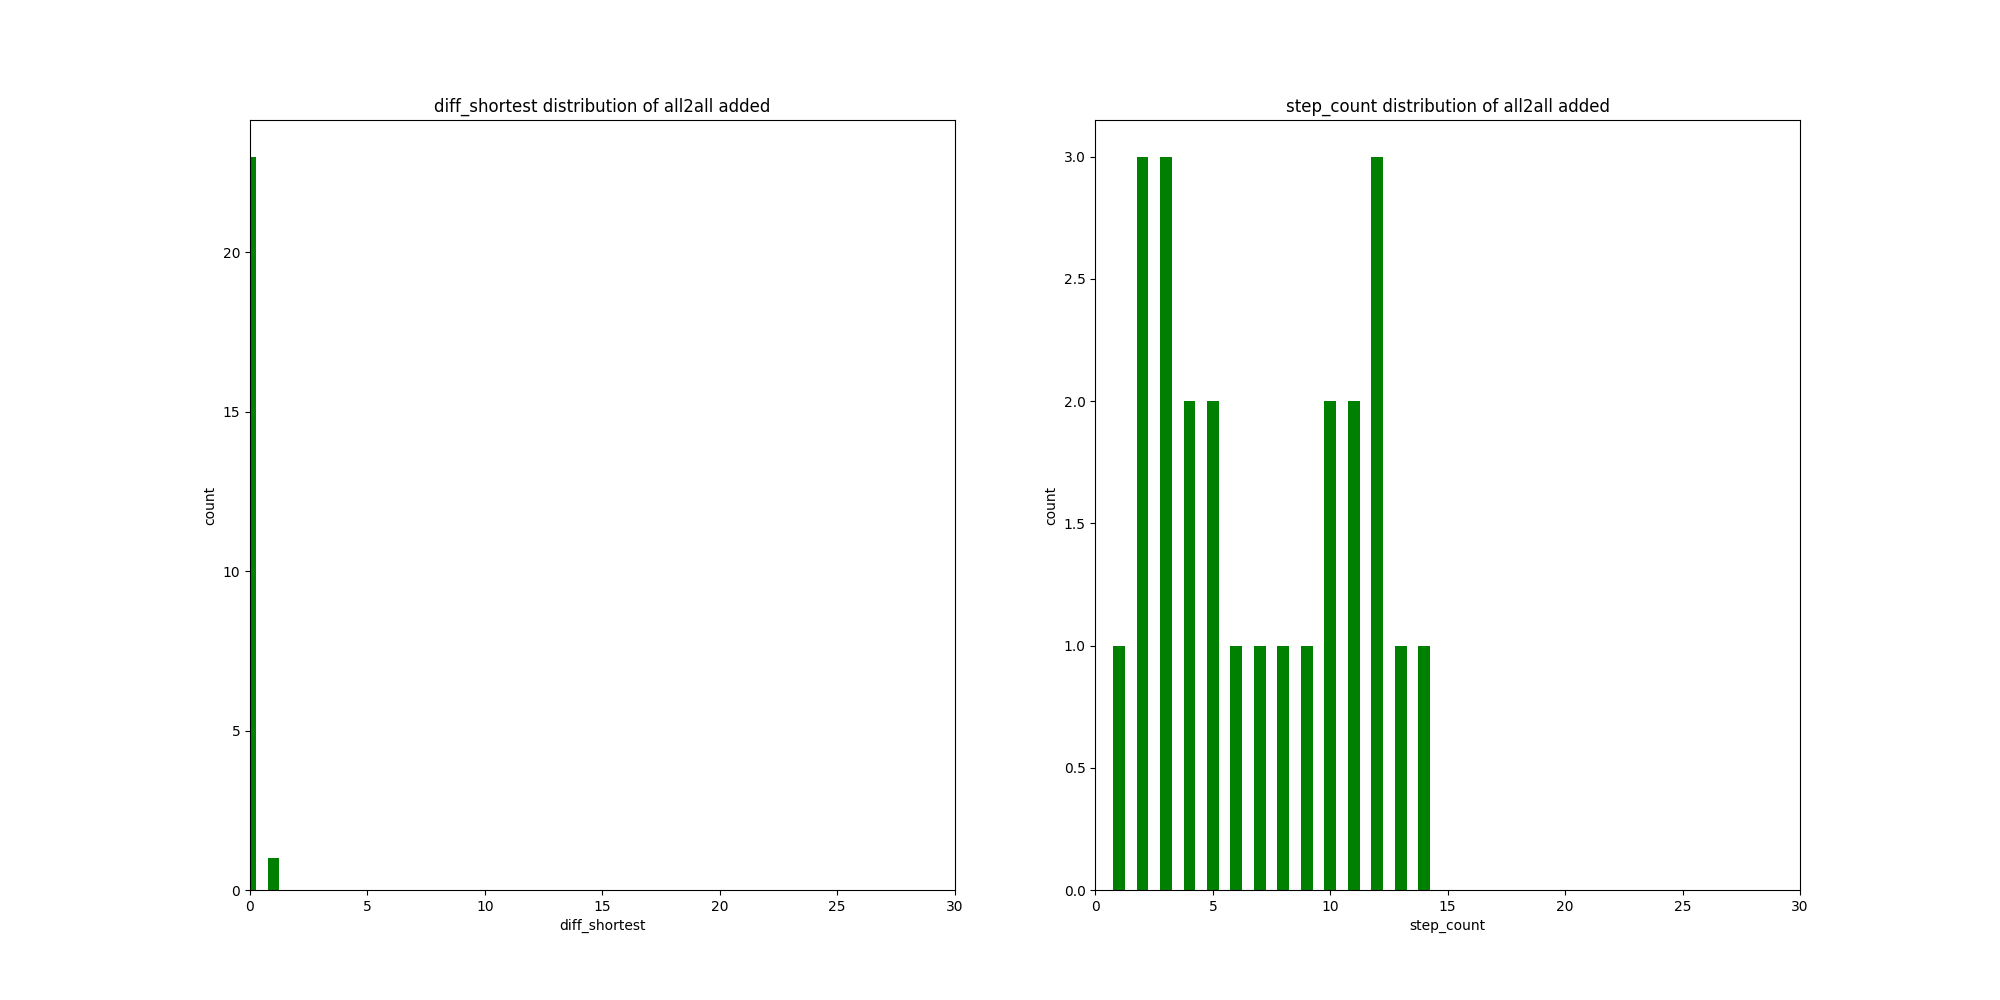 diff_shortest distribution of all2all added
20
15
10
5
0
count
0 5 10 15 20 25 30
diff_shortest
step_count distribution of all2all added
3.0
2.5
2.0
1.5
1.0
0.5
0.0
count
0 5 10 15 20 25 30
step_count